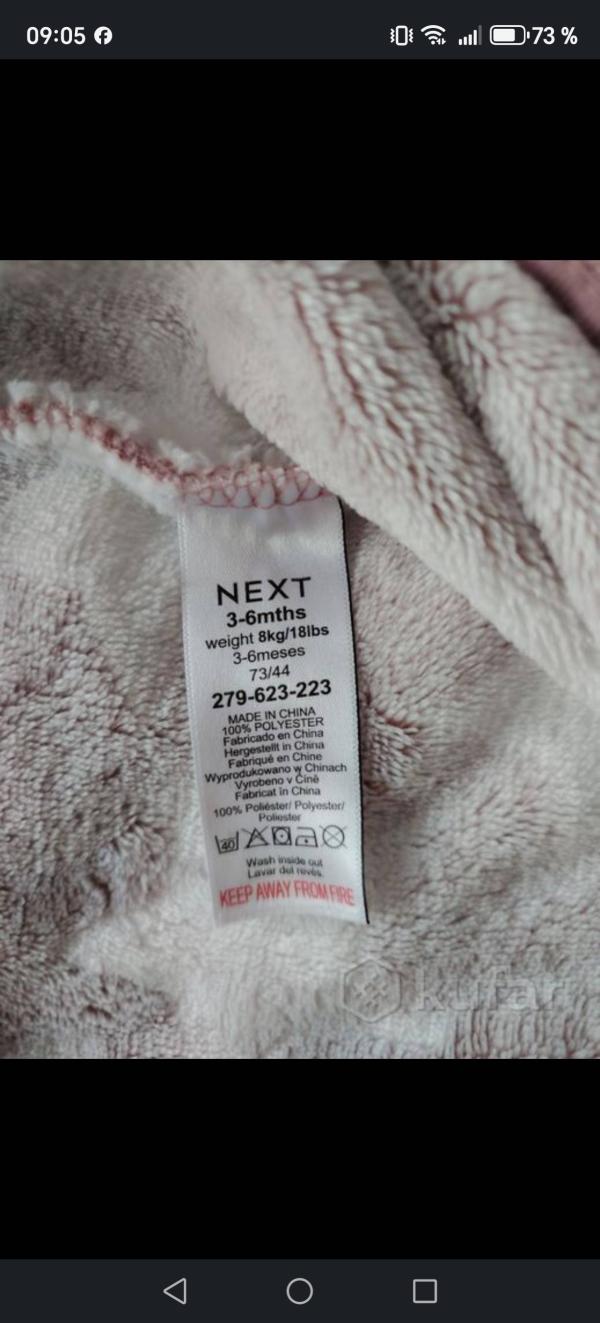 09:05
73 %
NEXT
3-6mths
weight 8kg/18lbs
3-6meses
73/44
279-623-223
MADE IN CHINA
100% POLYESTER
Fabricado en China
Hergestellt in China
Fabriqué en Chine
Wyprodukowano w Chinach
Vyrobeno v Číně
Fabricat în China
100% Poliéster/ Polyester/
Poliester
40
Wash inside out
Lavar del revés.
KEEP AWAY FROM FIRE
kufar